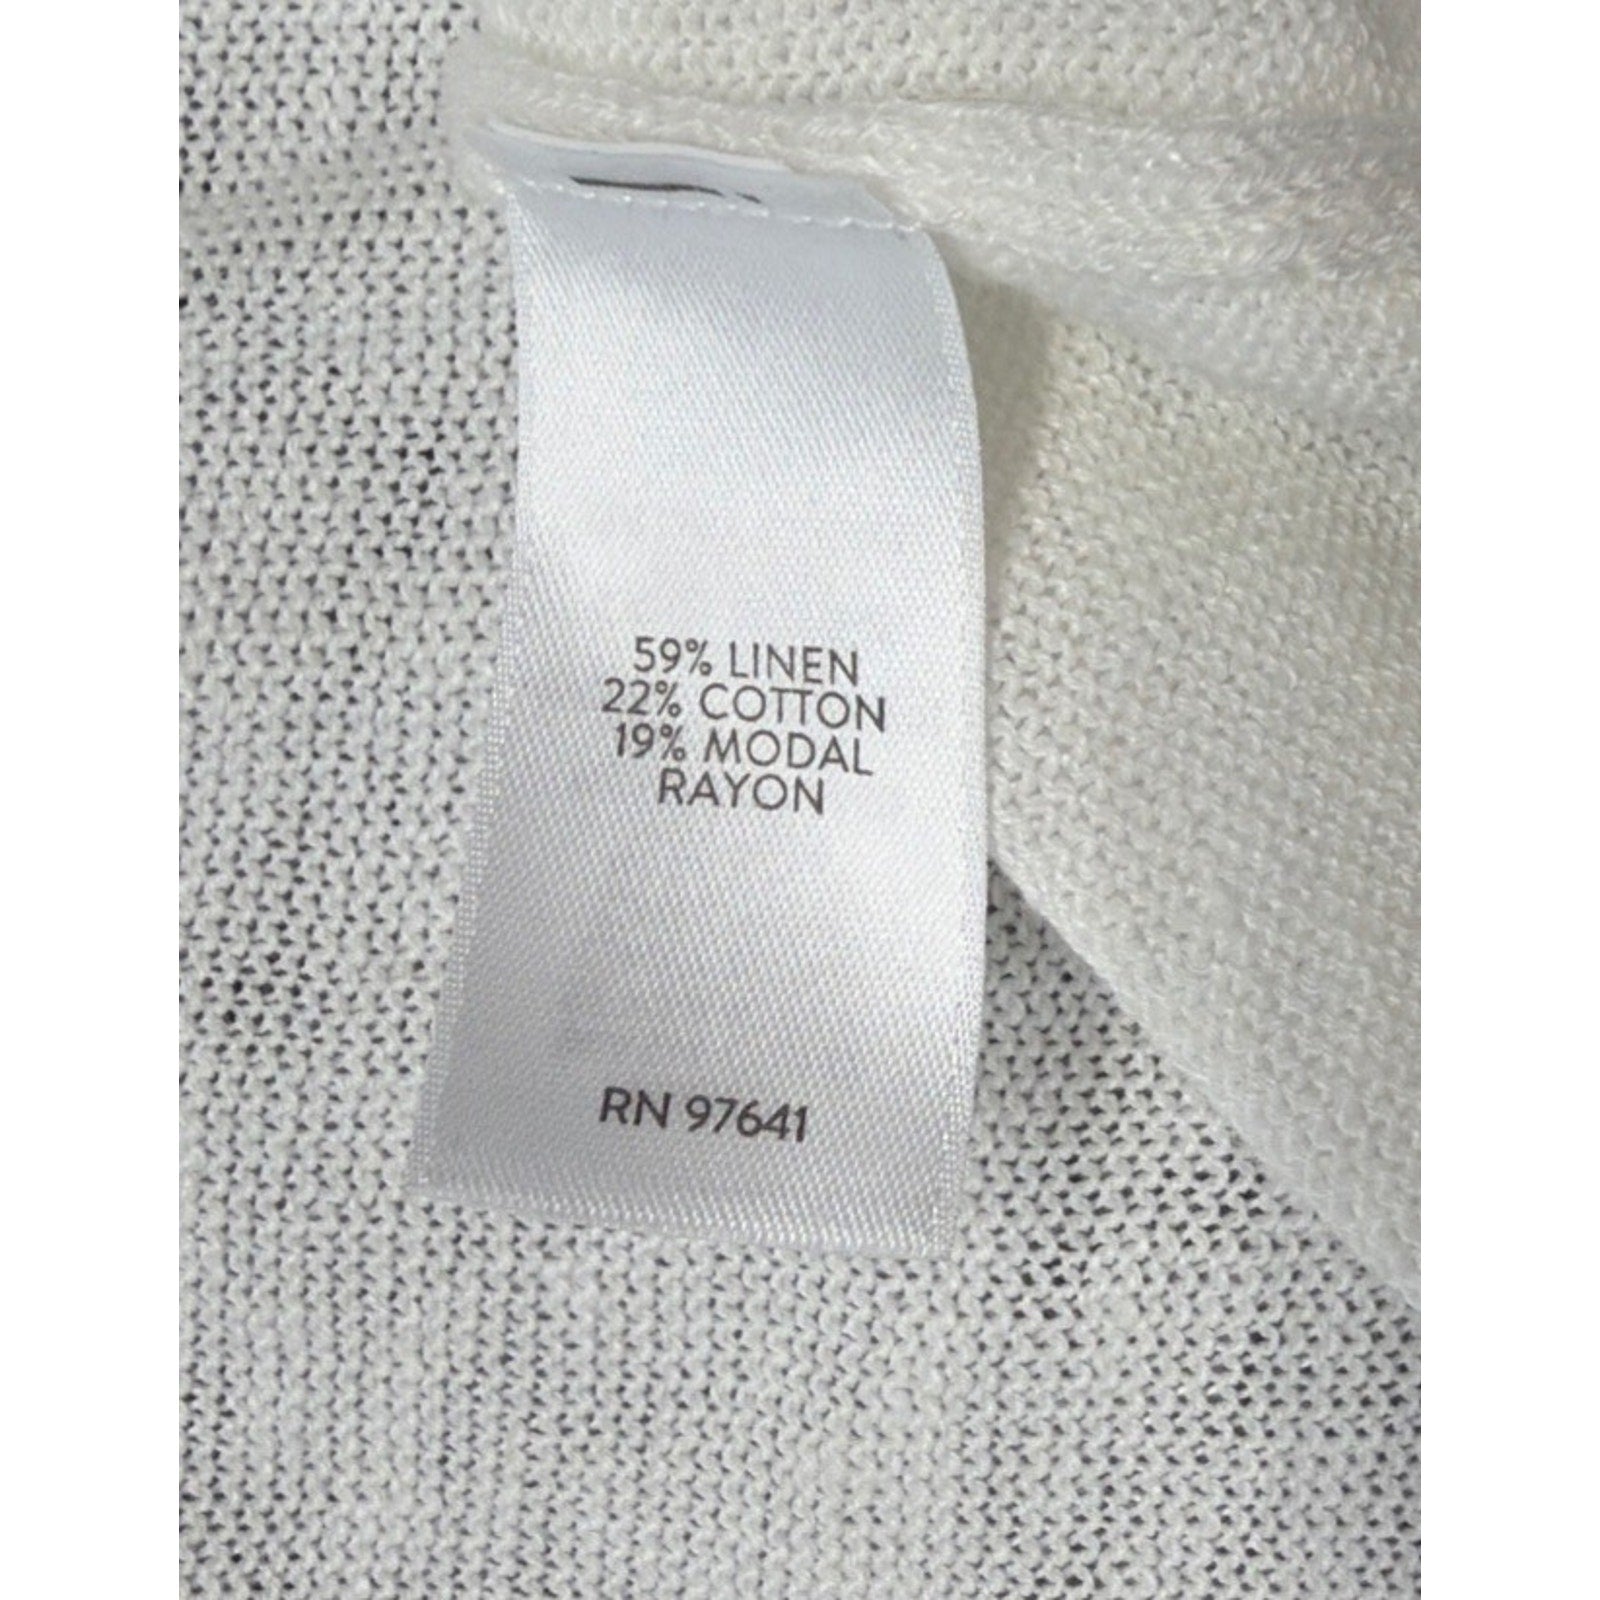 59% LINEN
22% COTTON
19% MODAL
RAYON
RN 97641